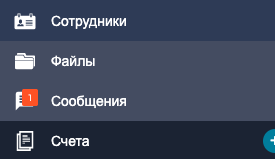 Сотрудники
Файлы
1
Сообщения
Счета
+